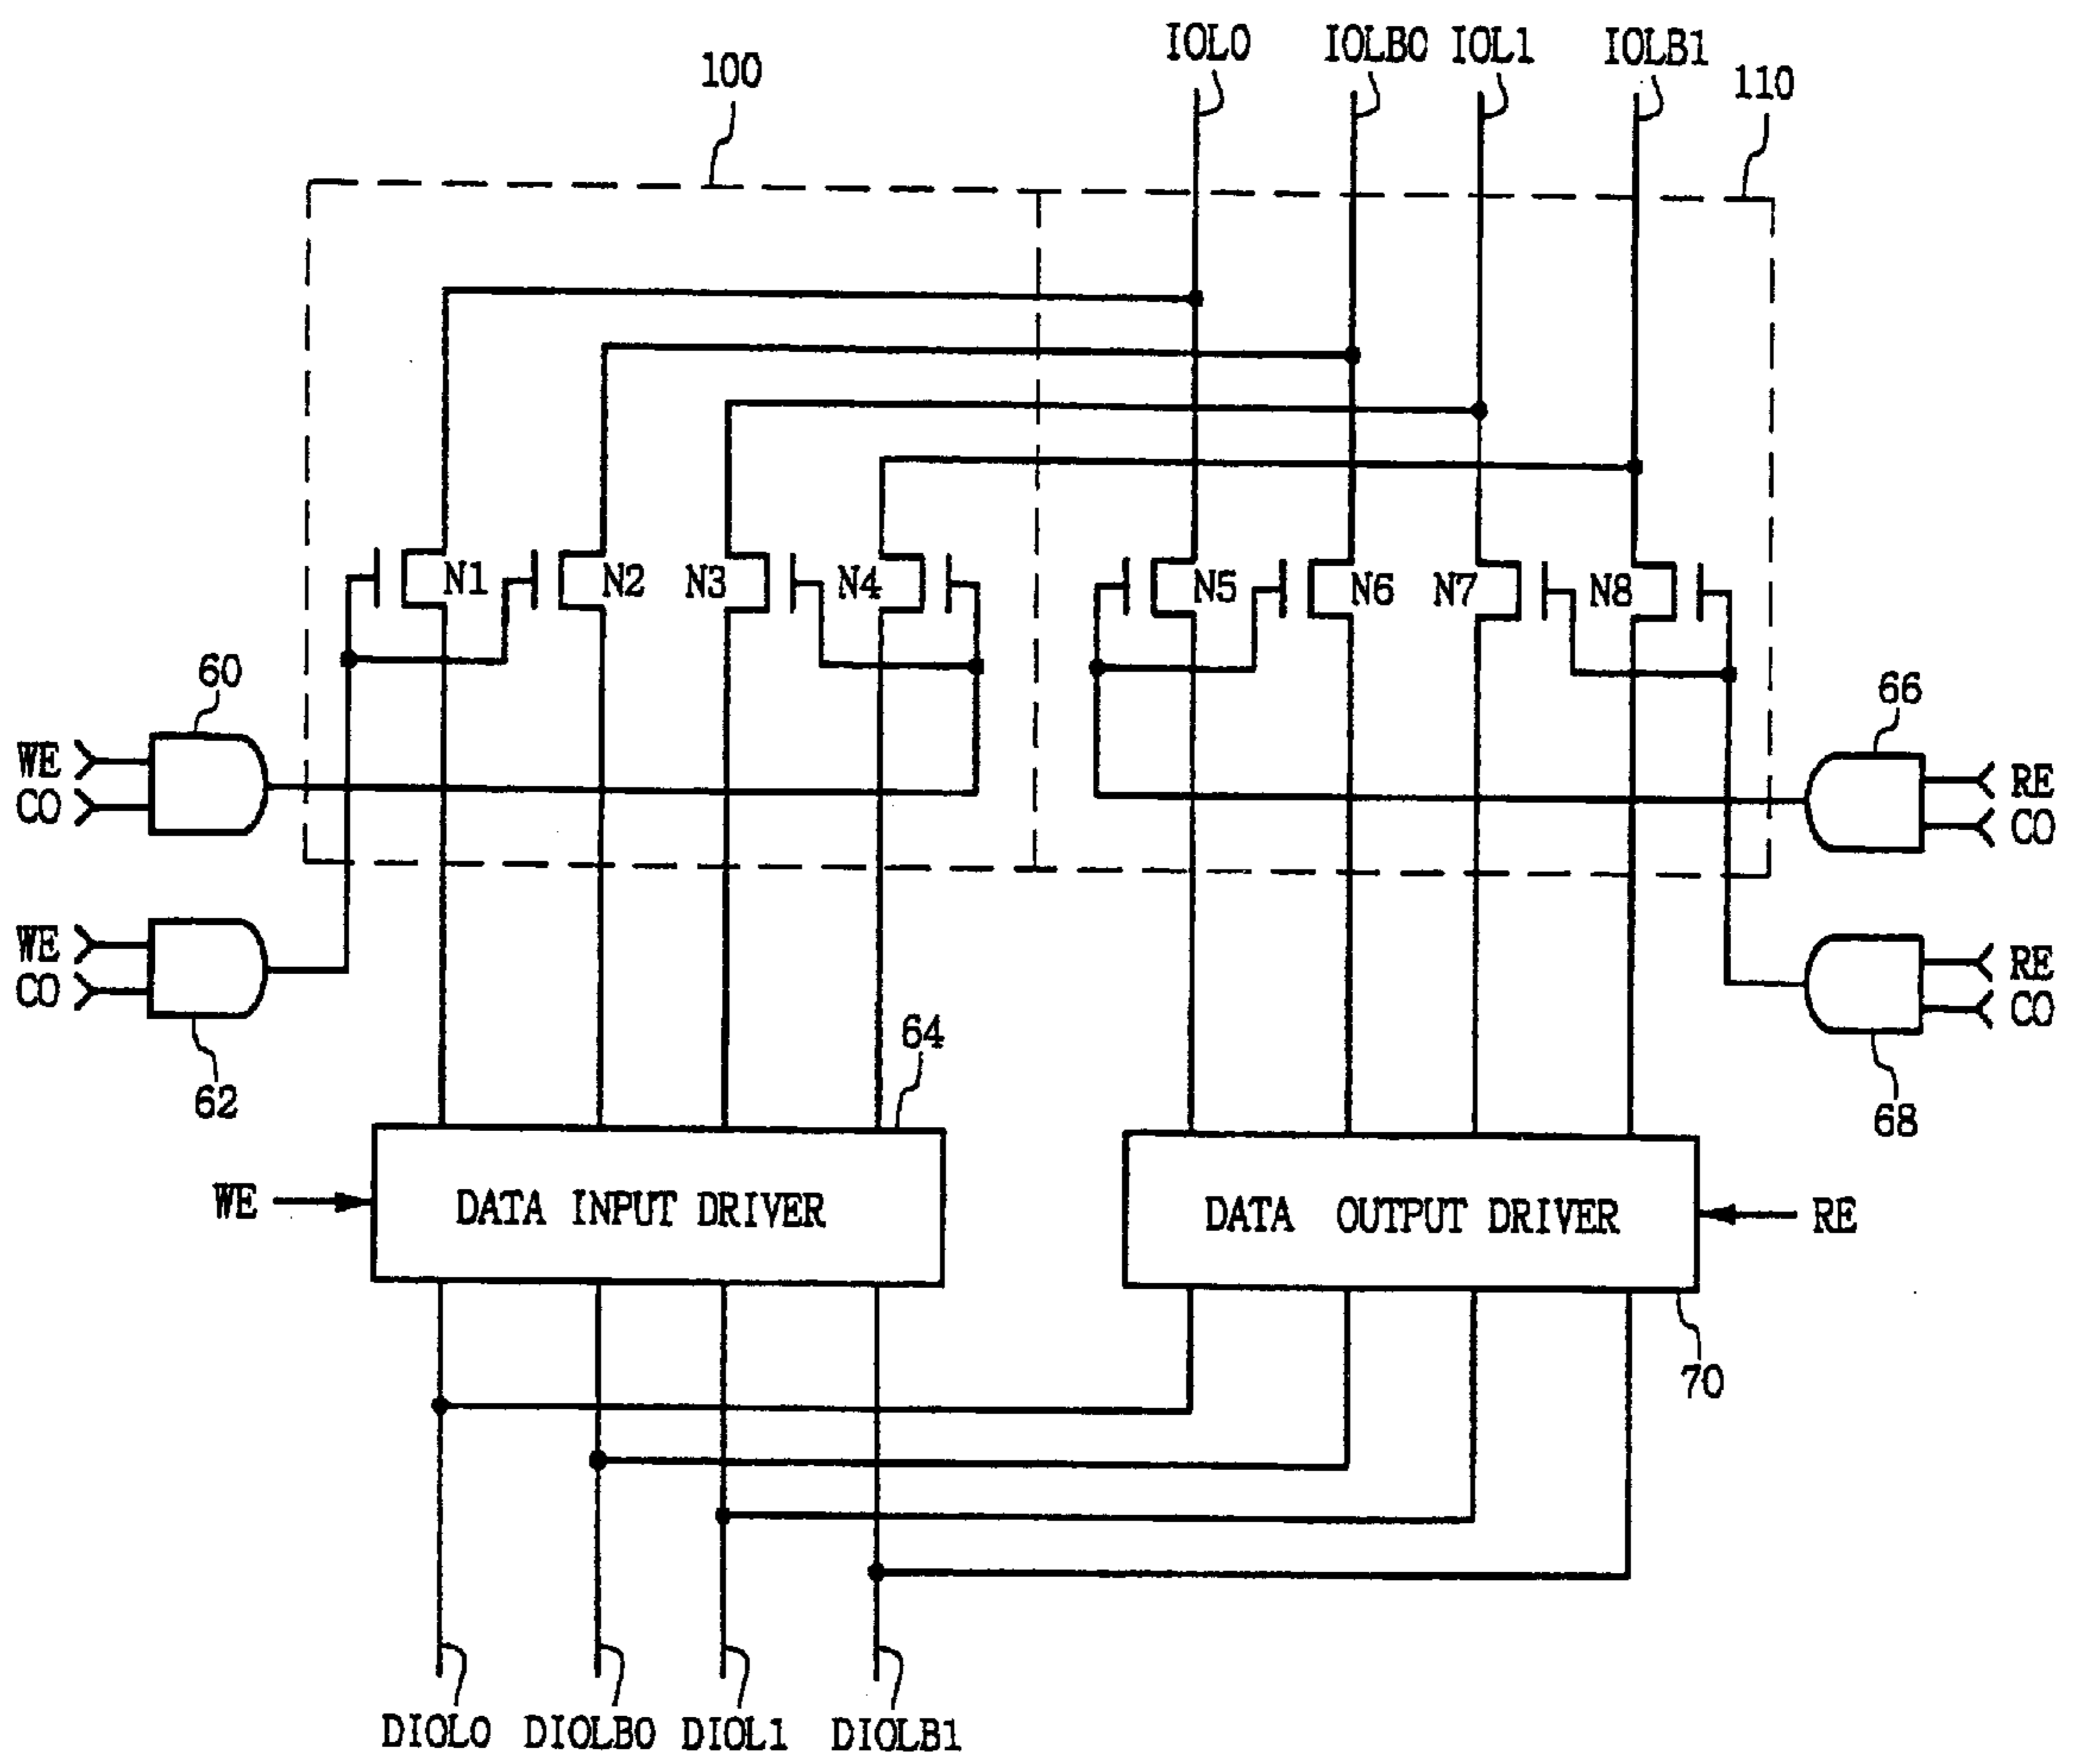 IOL0 IOLB0 IOL1 IOLB1
100
110
N1 N2 N3 N4 N5 N6 N7 N8
60
66
WE
CO
RE
CO
WE
CO
RE
CO
62
64
68
WE
DATA INPUT DRIVER
DATA OUTPUT DRIVER
RE
70
DIOL0 DIOLB0 DIOL1 DIOLB1